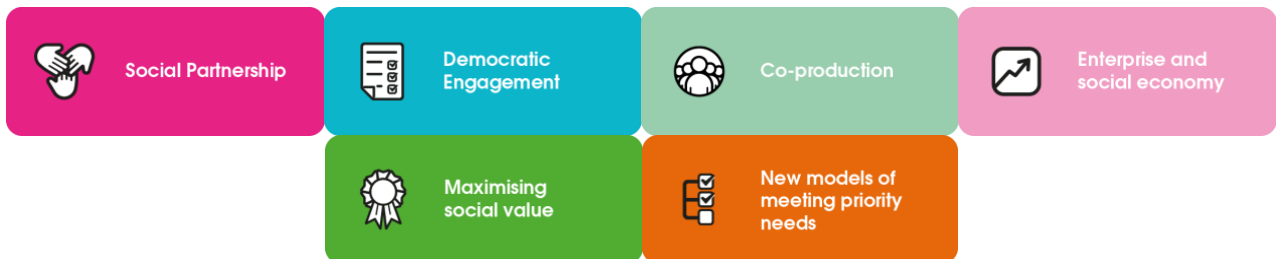 Social Partnership
Democratic
Engagement
Co-production
Enterprise and
social economy
Maximising
social value
New models of
meeting priority
needs